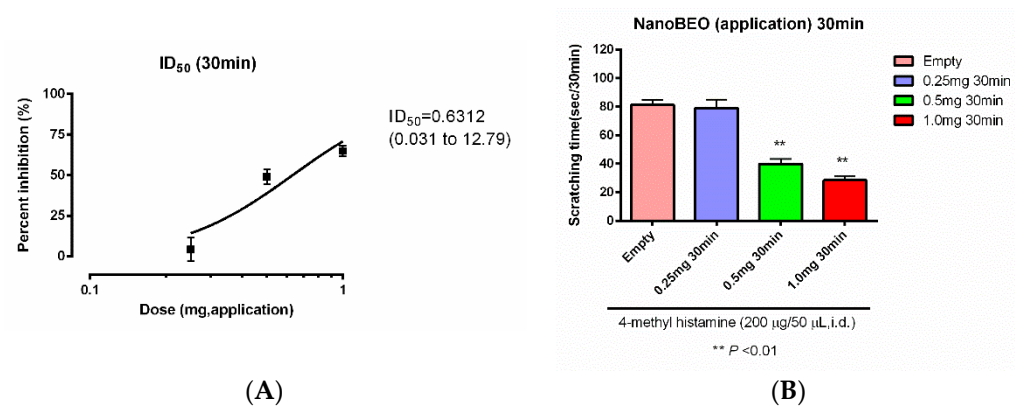 ID50 (30min)
Percent inhibition (%)
100
75
50
25
0
0.1
1
Dose (mg,application)
ID50=0.6312
(0.031 to 12.79)
(A)
NanoBEO (application) 30min
Scratching time(sec/30min)
120
100
80
60
40
20
0
**
**
Empty
0.25mg 30min
0.5mg 30min
1.0mg 30min
Empty
0.25mg 30min
0.5mg 30min
1.0mg 30min
4-methyl histamine (200 μg/50 μL,i.d.)
** P <0.01
(B)